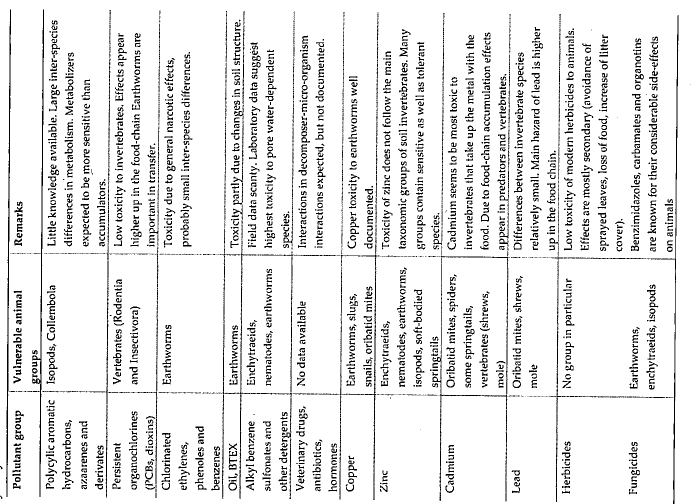 Pollutant group
Vulnerable animal
groups
Remarks
Polycyclic aromatic
hydrocarbons,
azaarenes and
derivates
Isopods, Collembola
Little knowledge available. Large inter-species
differences in metabolism. Metabolizers
expected to be more sensitive than
accumulators.
Persistent
organochlorines
(PCBs, dioxins)
Vertebrates (Rodentia
and Insectivora)
Low toxicity to invertebrates. Effects appear
higher up in the food-chain Earthworms are
important in transfer.
Chlorinated
ethylenes,
phenoles and
benzenes
Earthworms
Toxicity due to general narcotic effects,
probably small inter-species differences.
Oil, BTEX
Earthworms
Toxicity partly due to changes in soil structure.
Alkyl benzene
sulfonates and
other detergents
Enchytraeids,
nematodes, earthworms
Field data scanty. Laboratory data suggest
highest toxicity to pore water-dependent
species.
Veterinary drugs,
antibiotics,
hormones
No data available
Interactions in decomposer-micro-organism
interactions expected, but not documented.
Copper
Earthworms, slugs,
snails, oribatid mites
Copper toxicity to earthworms well
documented.
Zinc
Enchytraeids,
nematodes, earthworms,
isopods, soft-bodied
springtails
Toxicity of zinc does not follow the main
taxonomic groups of soil invertebrates. Many
groups contain sensitive as well as tolerant
species.
Cadmium
Oribatid mites, spiders,
some springtails,
vertebrates (shrews,
mole)
Cadmium seems to be most toxic to
invertebrates that take up the metal with the
food. Due to food-chain accumulation effects
appear in predators and vertebrates.
Lead
Oribatid mites, shrews,
mole
Differences between invertebrate species
relatively small. Main hazard of lead is higher
up in the food chain.
Herbicides
No group in particular
Low toxicity of modern herbicides to animals.
Effects are mostly secondary (avoidance of
sprayed leaves, loss of food, increase of litter
cover).
Fungicides
Earthworms,
enchytraeids, isopods
Benzimidazoles, carbamates and organotins
are known for their considerable side-effects
on animals